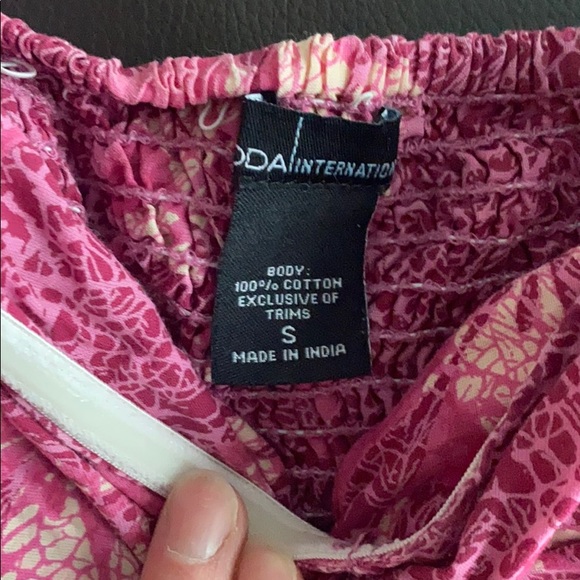 ODA INTERNATIO
BODY:
100% COTTON
EXCLUSIVE OF
TRIMS
S
MADE IN INDIA